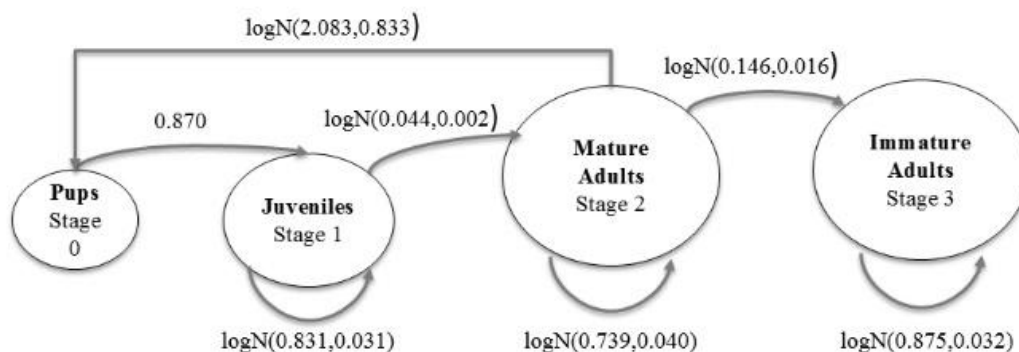 logN(2.083,0.833)
logN(0.146,0.016)
0.870
logN(0.044,0.002)
Pups
Stage
0
Juveniles
Stage 1
Mature
Adults
Stage 2
Immature
Adults
Stage 3
logN(0.831,0.031)
logN(0.739,0.040)
logN(0.875,0.032)